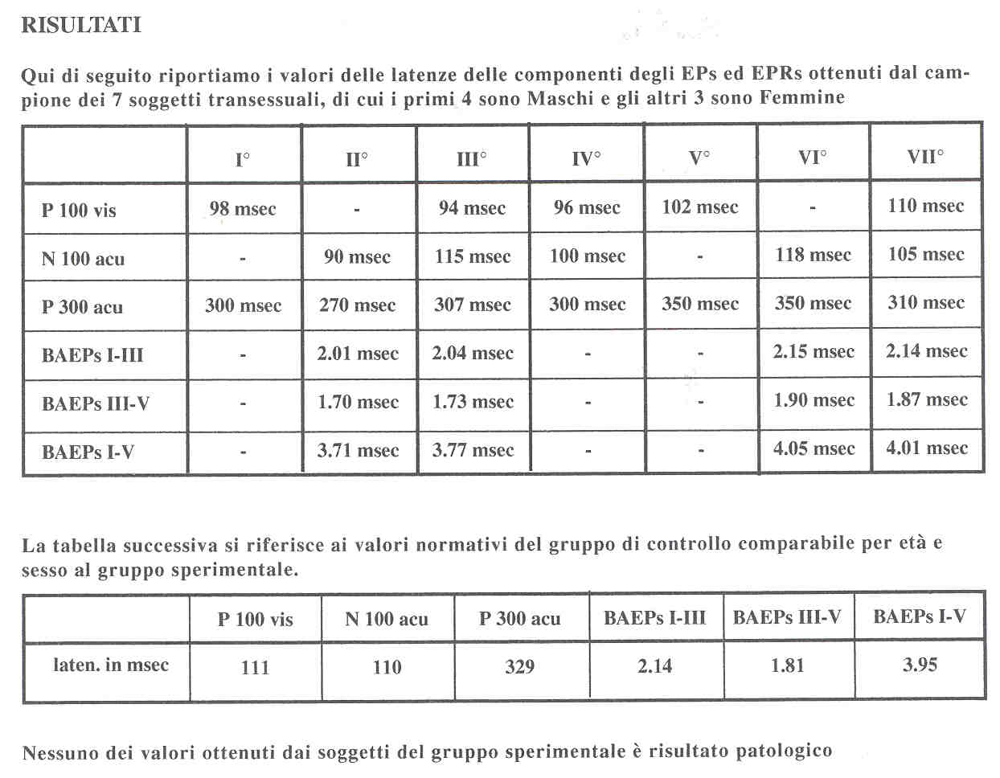 RISULTATI
Qui di seguito riportiamo i valori delle latenze delle componenti degli EPs ed EPRs ottenuti dal cam-
pione dei 7 soggetti transessuali, di cui i primi 4 sono Maschi e gli altri 3 sono Femmine
I° II° III° IV° V° VI° VII°
P 100 vis 98 msec - 94 msec 96 msec 102 msec - 110 msec
N 100 acu - 90 msec 115 msec 100 msec - 118 msec 105 msec
P 300 acu 300 msec 270 msec 307 msec 300 msec 350 msec 350 msec 310 msec
BAEPs I-III - 2.01 msec 2.04 msec - - 2.15 msec 2.14 msec
BAEPs III-V - 1.70 msec 1.73 msec - - 1.90 msec 1.87 msec
BAEPs I-V - 3.71 msec 3.77 msec - - 4.05 msec 4.01 msec
La tabella successiva si riferisce ai valori normativi del gruppo di controllo comparabile per età e
sesso al gruppo sperimentale.
P 100 vis N 100 acu P 300 acu BAEPs I-III BAEPs III-V BAEPs I-V
laten. in msec 111 110 329 2.14 1.81 3.95
Nessuno dei valori ottenuti dai soggetti del gruppo sperimentale è risultato patologico